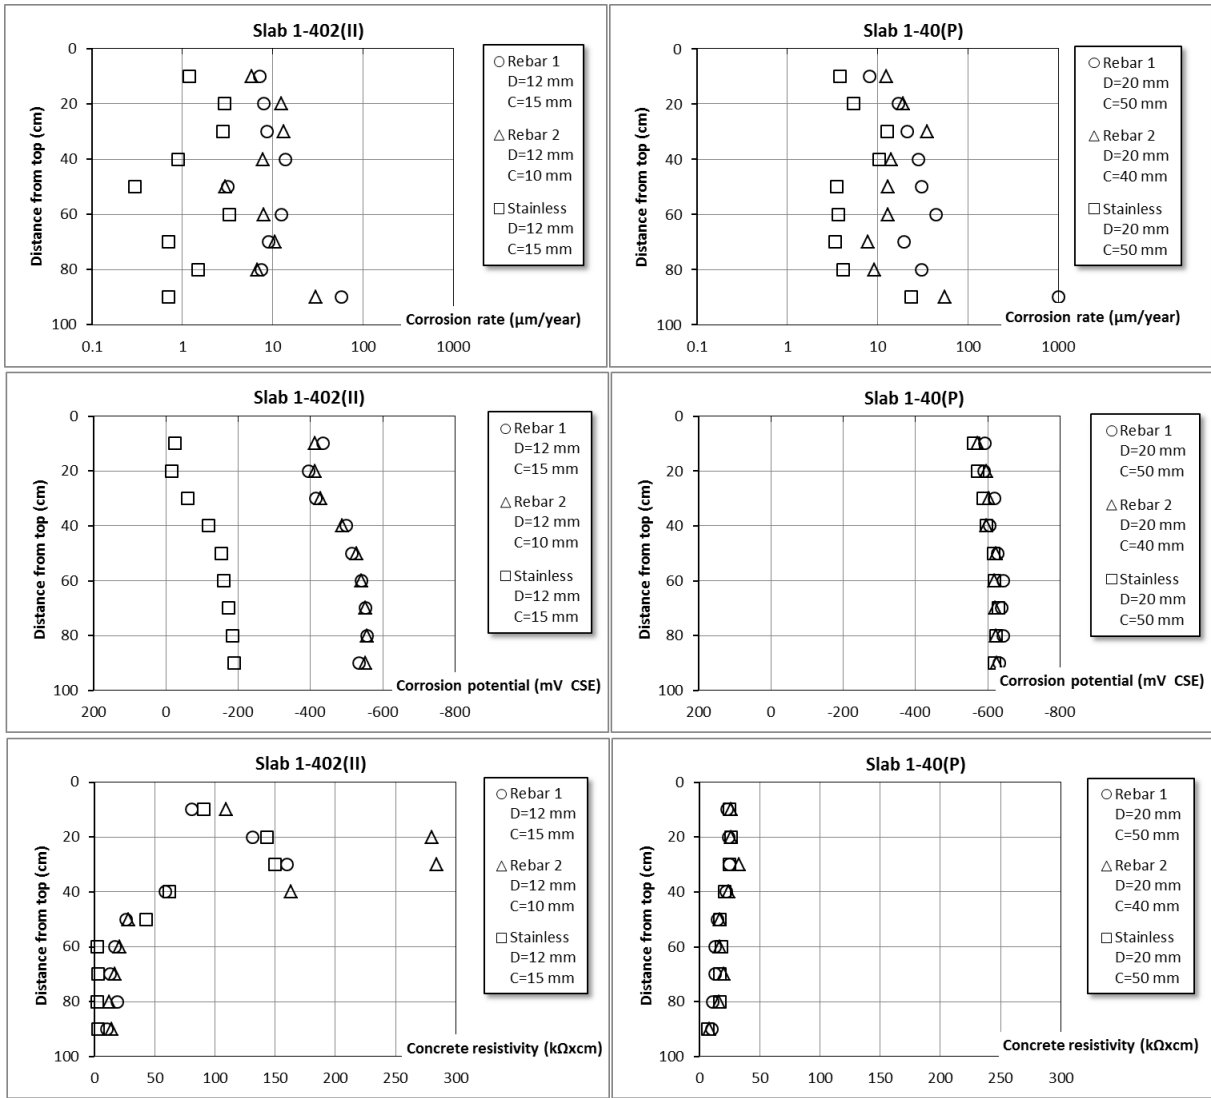 Slab 1-402(II)
0
20
40
60
80
100
Distance from top (cm)
0.1
1
10
100
1000
Corrosion rate (µm/year)
Rebar 1
D=12 mm
C=15 mm
Rebar 2
D=12 mm
C=10 mm
Stainless
D=12 mm
C=15 mm
Slab 1-40(P)
0
20
40
60
80
100
Distance from top (cm)
0.1
1
10
100
1000
Corrosion rate (µm/year)
Rebar 1
D=20 mm
C=50 mm
Rebar 2
D=20 mm
C=40 mm
Stainless
D=20 mm
C=50 mm
Slab 1-402(II)
0
20
40
60
80
100
Distance from top (cm)
200
0
-200
-400
-600
-800
Corrosion potential (mV CSE)
Rebar 1
D=12 mm
C=15 mm
Rebar 2
D=12 mm
C=10 mm
Stainless
D=12 mm
C=15 mm
Slab 1-40(P)
0
20
40
60
80
100
Distance from top (cm)
200
0
-200
-400
-600
-800
Corrosion potential (mV CSE)
Rebar 1
D=20 mm
C=50 mm
Rebar 2
D=20 mm
C=40 mm
Stainless
D=20 mm
C=50 mm
Slab 1-402(II)
0
20
40
60
80
100
Distance from top (cm)
0
50
100
150
200
250
300
Concrete resistivity (kΩxcm)
Rebar 1
D=12 mm
C=15 mm
Rebar 2
D=12 mm
C=10 mm
Stainless
D=12 mm
C=15 mm
Slab 1-40(P)
0
20
40
60
80
100
Distance from top (cm)
0
50
100
150
200
250
300
Concrete resistivity (kΩxcm)
Rebar 1
D=20 mm
C=50 mm
Rebar 2
D=20 mm
C=40 mm
Stainless
D=20 mm
C=50 mm